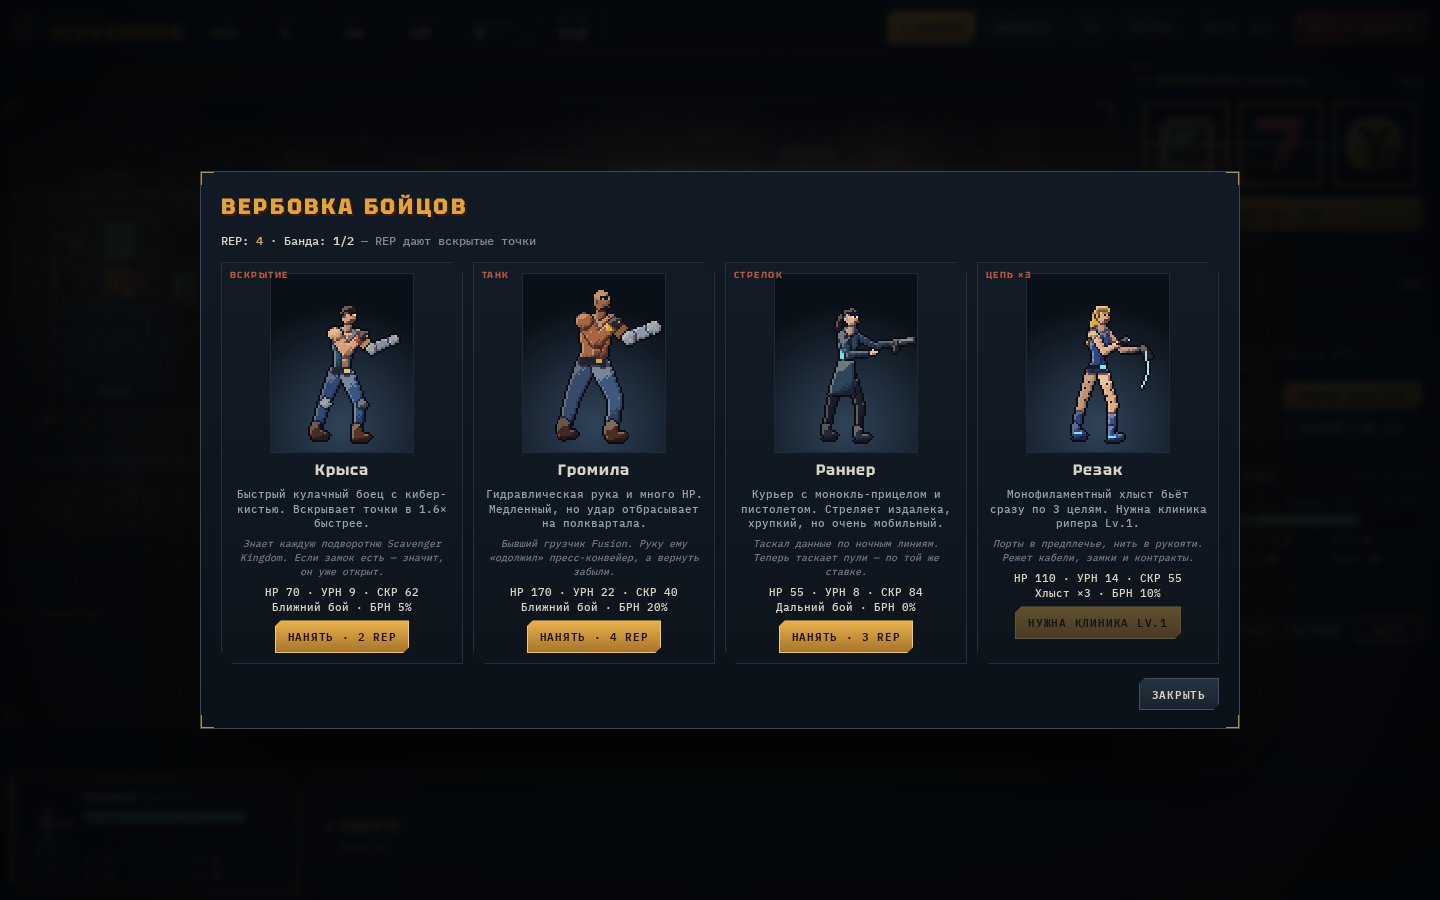 ВЕРБОВКА БОЙЦОВ
REP: 4 · Банда: 1/2 — REP дают вскрытые точки
ВСКРЫТИЕ
Крыса
Быстрый кулачный боец с кибер-
кистью. Вскрывает точки в 1.6×
быстрее.
Знает каждую подворотню Scavenger
Kingdom. Если замок есть — значит,
он уже открыт.
HP 70 · УРН 9 · СКР 62
Ближний бой · БРН 5%
НАНЯТЬ · 2 REP
ТАНК
Громила
Гидравлическая рука и много HP.
Медленный, но удар отбрасывает
на полквартала.
Бывший грузчик Fusion. Руку ему
«одолжил» пресс-конвейер, а вернуть
забыли.
HP 170 · УРН 22 · СКР 40
Ближний бой · БРН 20%
НАНЯТЬ · 4 REP
СТРЕЛОК
Раннер
Курьер с монокль-прицелом и
пистолетом. Стреляет издалека,
хрупкий, но очень мобильный.
Таскал данные по ночным линиям.
Теперь таскает пули — по той же
ставке.
HP 55 · УРН 8 · СКР 84
Дальний бой · БРН 0%
НАНЯТЬ · 3 REP
ЦЕПЬ ×3
Резак
Монофиламентный хлыст бьёт
сразу по 3 целям. Нужна клиника
рипера Lv.1.
Порты в предплечье, нить в рукояти.
Режет кабели, замки и контракты.
HP 110 · УРН 14 · СКР 55
Хлыст ×3 · БРН 10%
НУЖНА КЛИНИКА LV.1
ЗАКРЫТЬ